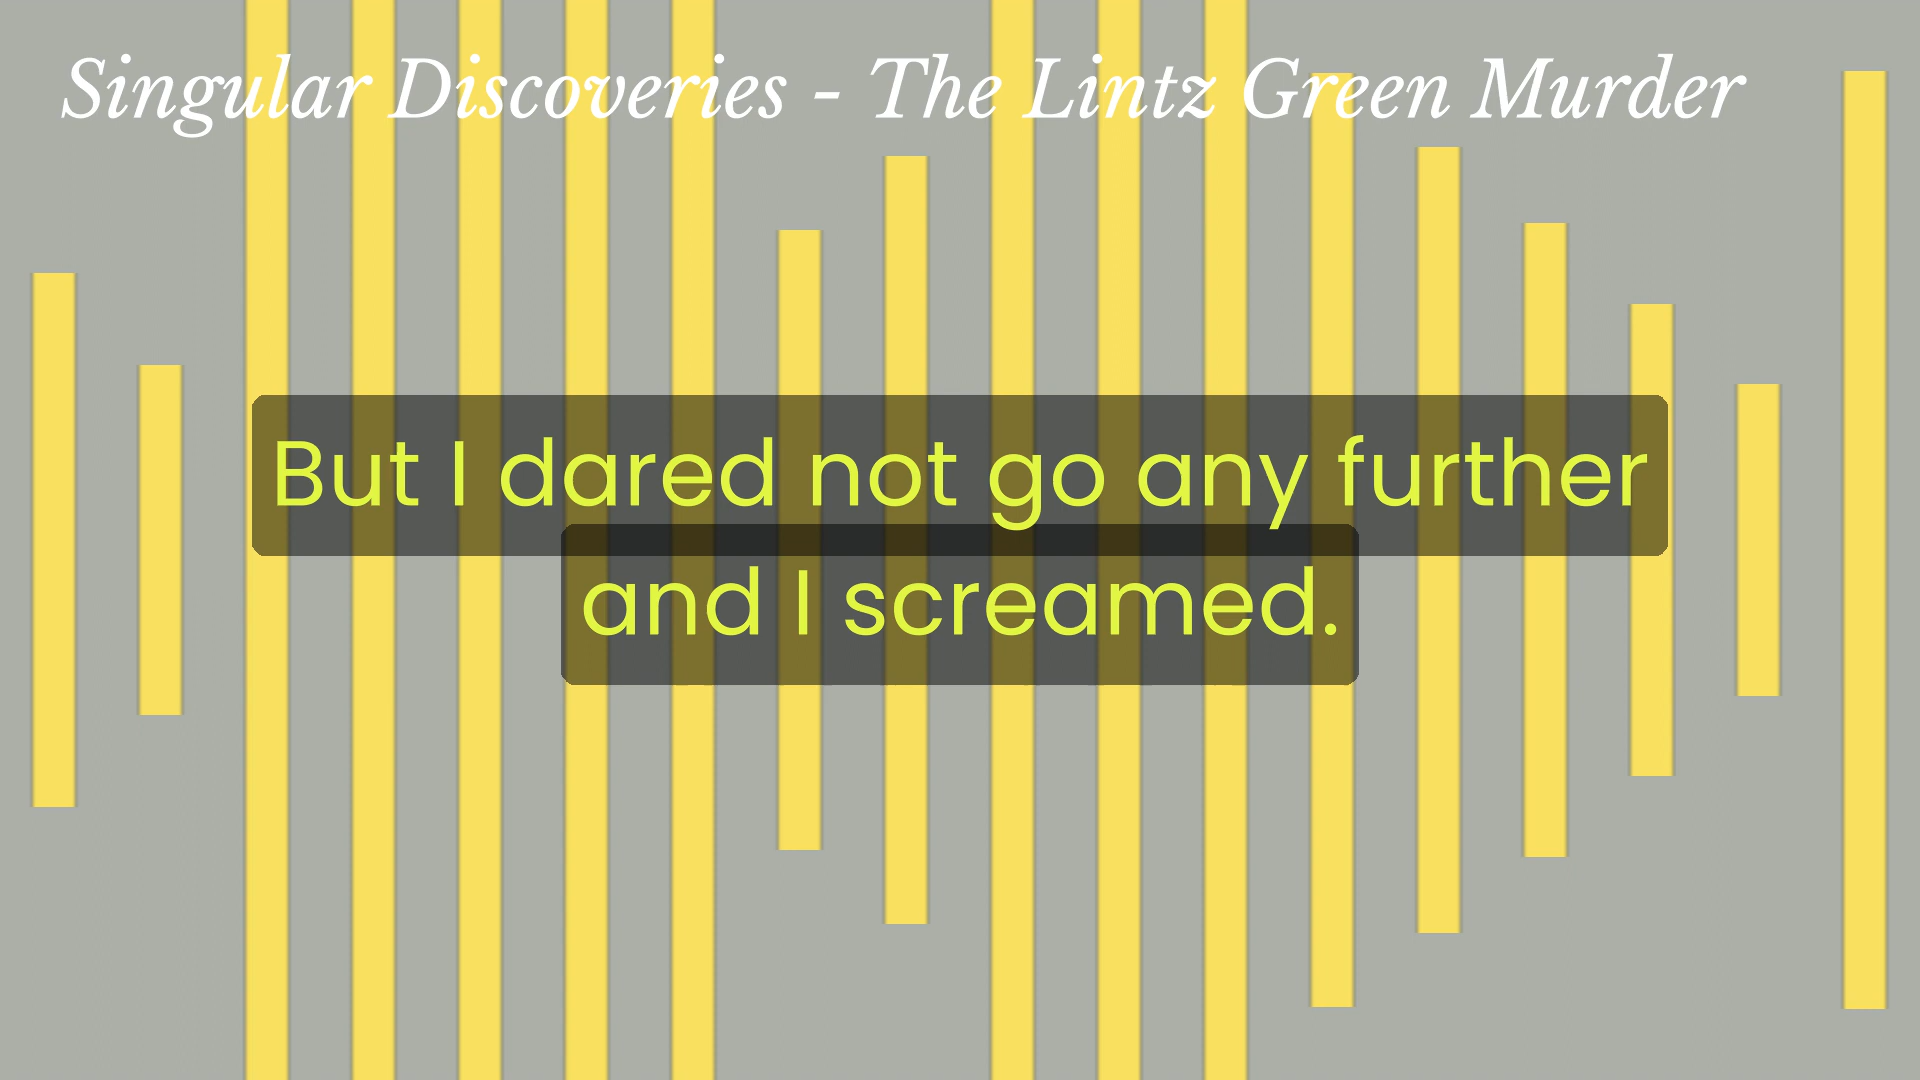 Singular Discoveries - The Lintz Green Murder
But I dared not go any further
and I screamed.